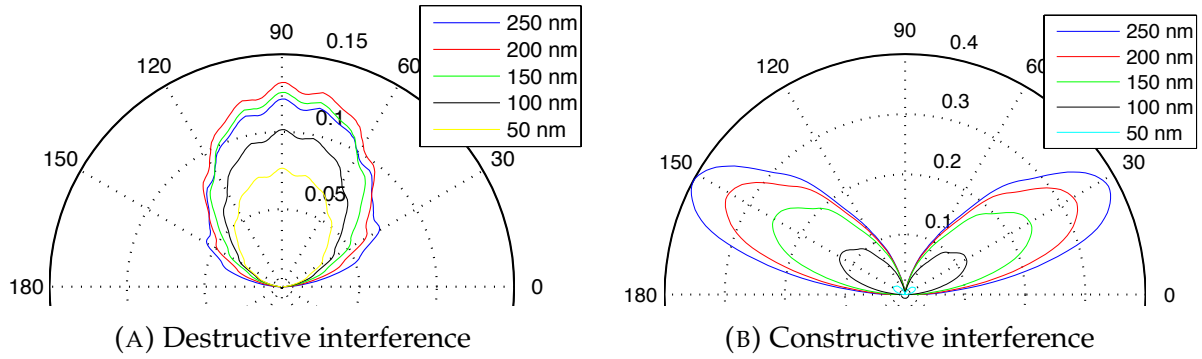 90
0.15
120
60
0.1
150
30
0.05
180
0
250 nm
200 nm
150 nm
100 nm
50 nm
(A) Destructive interference
90
0.4
120
60
0.3
150
30
0.2
0.1
180
0
250 nm
200 nm
150 nm
100 nm
50 nm
(B) Constructive interference